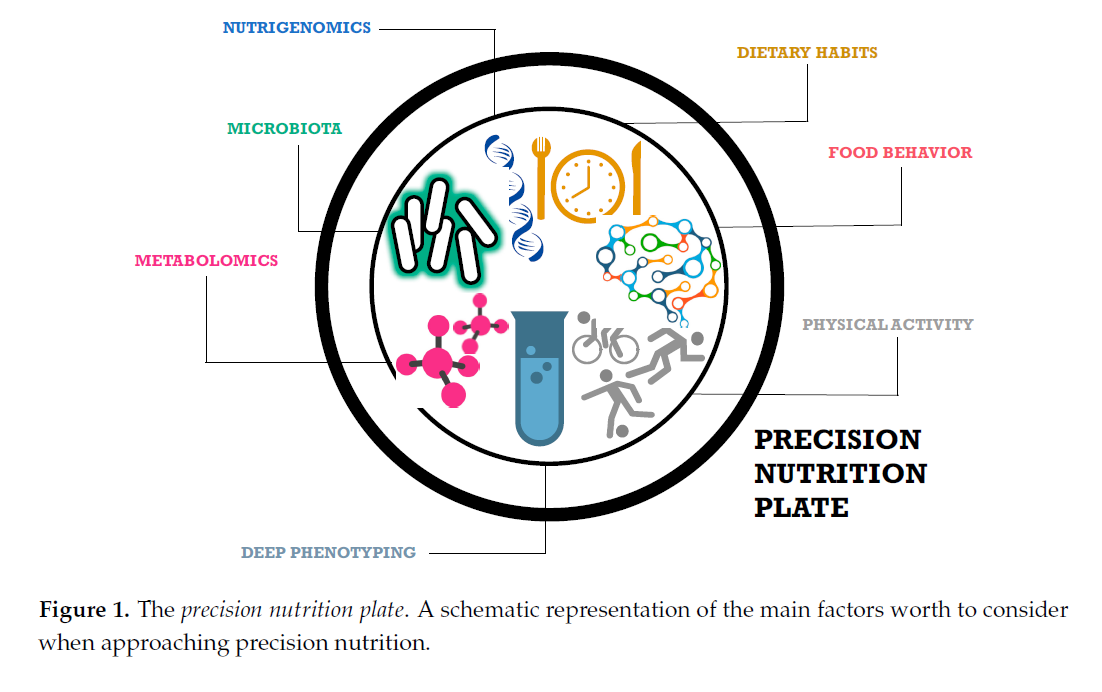 NUTRIGENOMICS
DIETARY HABITS
MICROBIOTA
FOOD BEHAVIOR
METABOLOMICS
PHYSICAL ACTIVITY
PRECISION
NUTRITION
PLATE
DEEP PHENOTYPING
Figure 1. The precision nutrition plate. A schematic representation of the main factors worth to consider
when approaching precision nutrition.